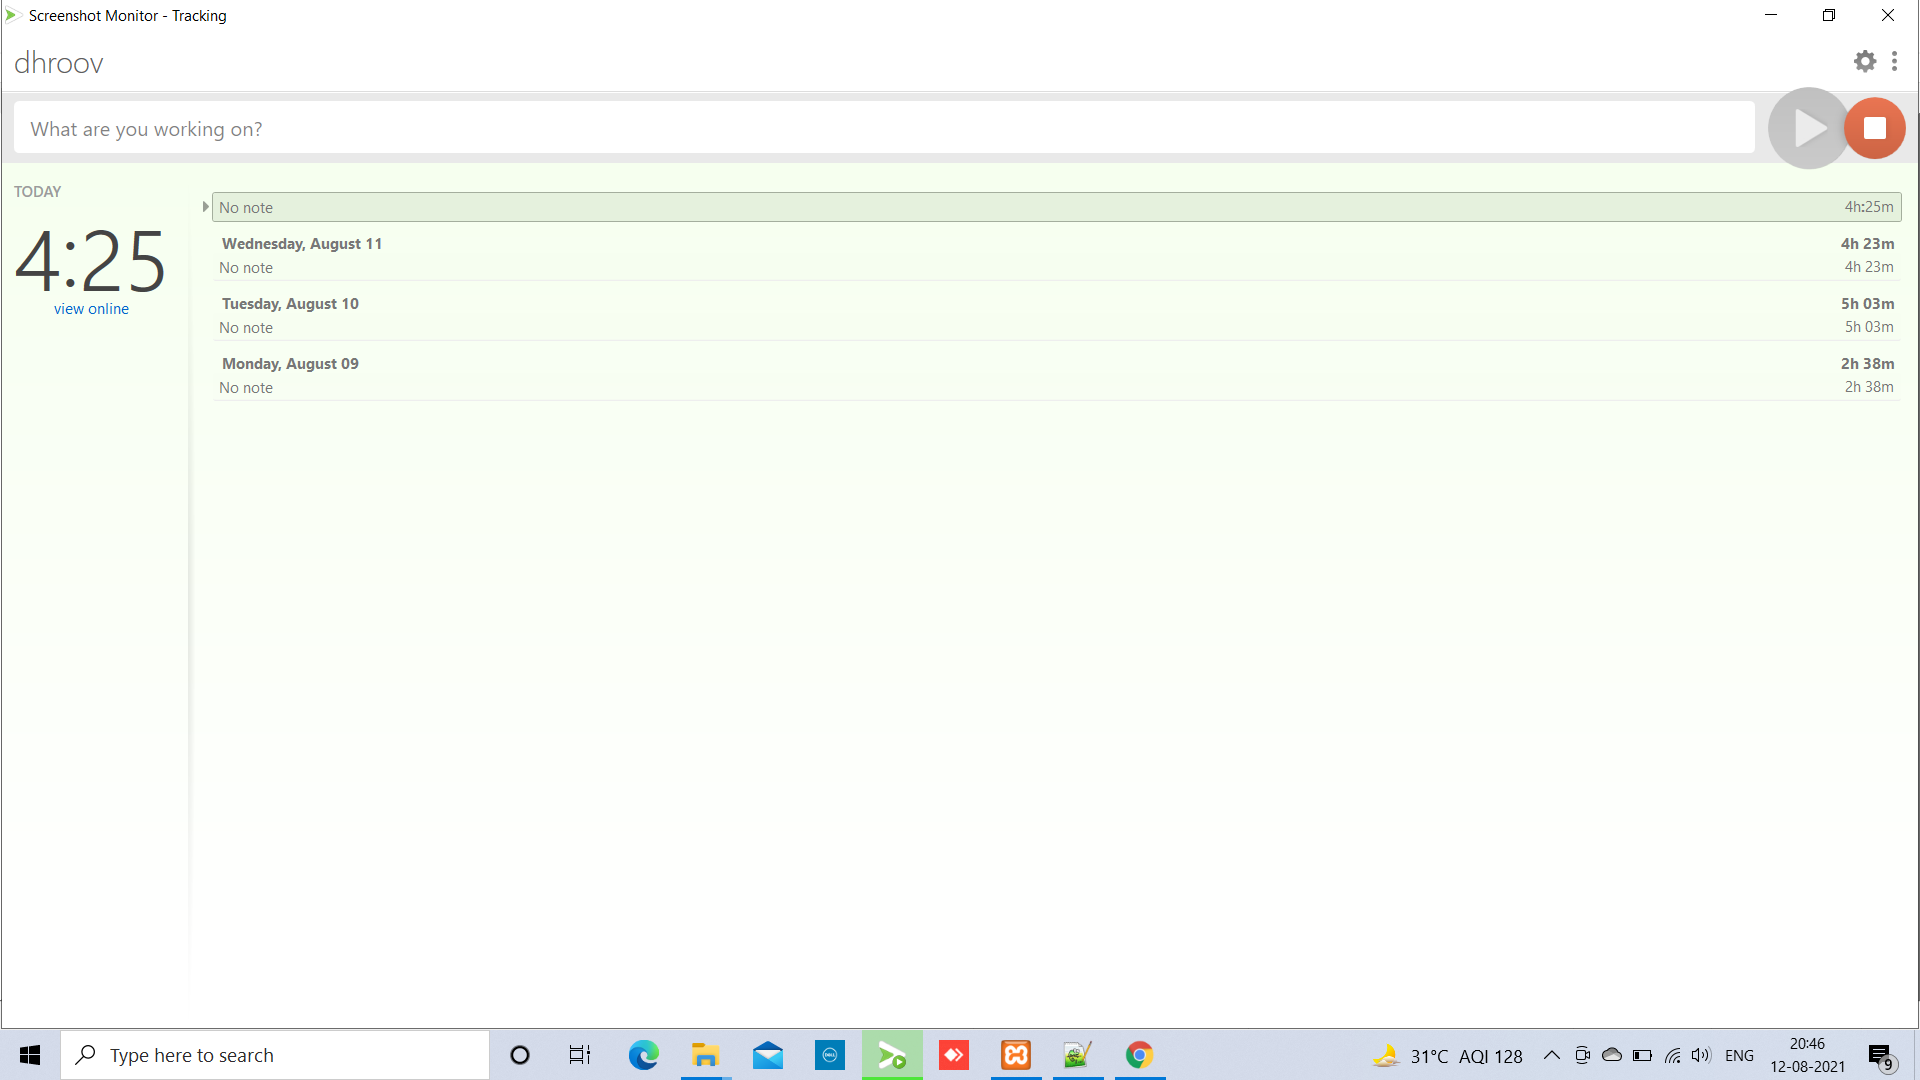 Screenshot Monitor - Tracking
dhroov
What are you working on?
TODAY
4:25
view online
No note 4h:25m
Wednesday, August 11 4h 23m
No note 4h 23m
Tuesday, August 10 5h 03m
No note 5h 03m
Monday, August 09 2h 38m
No note 2h 38m
Type here to search
DELL
31°C AQI 128
ENG
20:46
12-08-2021
9